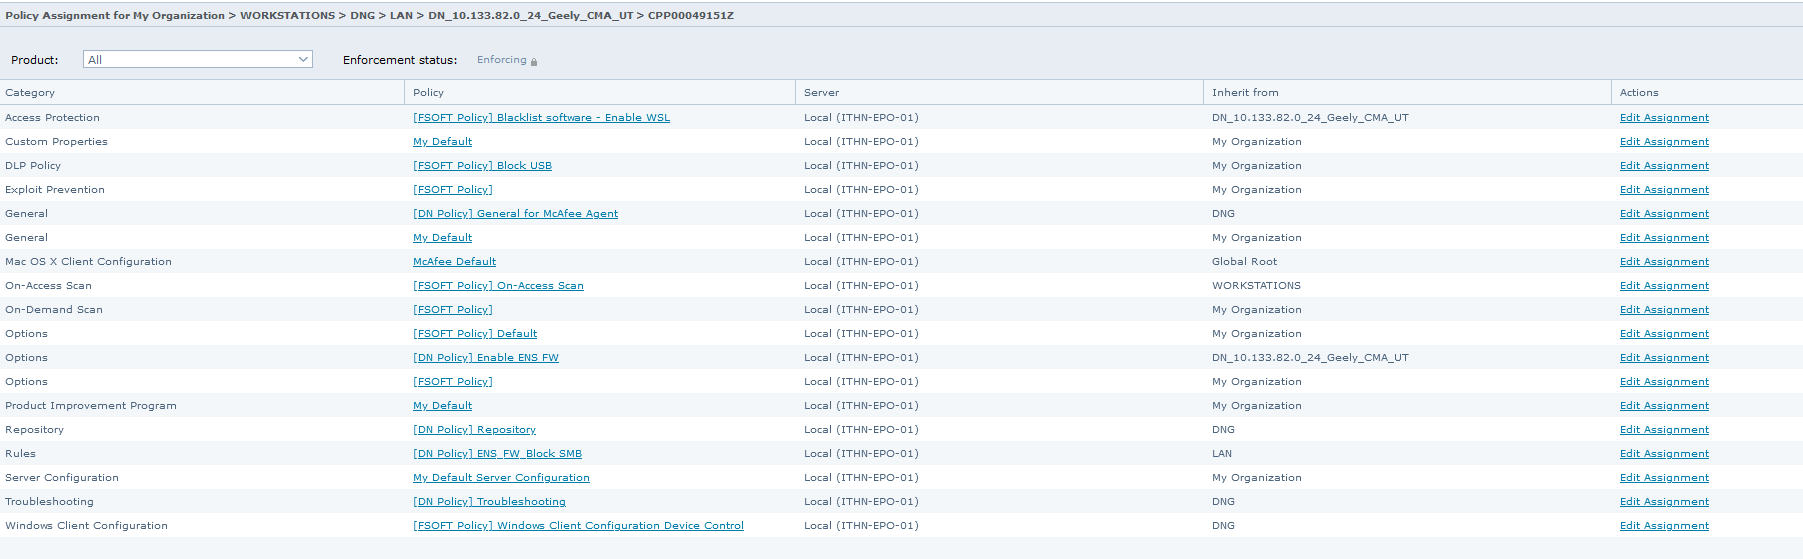 Policy Assignment for My Organization > WORKSTATIONS > DNG > LAN > DN_10.133.82.0_24_Geely_CMA_UT > CPP00049151Z
Product: All Enforcement status: Enforcing
Category Policy Server Inherit from Actions
Access Protection [FSOFT Policy] Blacklist software - Enable WSL Local (ITHN-EPO-01) DN_10.133.82.0_24_Geely_CMA_UT Edit Assignment
Custom Properties My Default Local (ITHN-EPO-01) My Organization Edit Assignment
DLP Policy [FSOFT Policy] Block USB Local (ITHN-EPO-01) My Organization Edit Assignment
Exploit Prevention [FSOFT Policy] Local (ITHN-EPO-01) My Organization Edit Assignment
General [DN Policy] General for McAfee Agent Local (ITHN-EPO-01) DNG Edit Assignment
General My Default Local (ITHN-EPO-01) My Organization Edit Assignment
Mac OS X Client Configuration McAfee Default Local (ITHN-EPO-01) Global Root Edit Assignment
On-Access Scan [FSOFT Policy] On-Access Scan Local (ITHN-EPO-01) WORKSTATIONS Edit Assignment
On-Demand Scan [FSOFT Policy] Local (ITHN-EPO-01) My Organization Edit Assignment
Options [FSOFT Policy] Default Local (ITHN-EPO-01) My Organization Edit Assignment
Options [DN Policy] Enable ENS FW Local (ITHN-EPO-01) DN_10.133.82.0_24_Geely_CMA_UT Edit Assignment
Options [FSOFT Policy] Local (ITHN-EPO-01) My Organization Edit Assignment
Product Improvement Program My Default Local (ITHN-EPO-01) My Organization Edit Assignment
Repository [DN Policy] Repository Local (ITHN-EPO-01) DNG Edit Assignment
Rules [DN Policy] ENS_FW_Block SMB Local (ITHN-EPO-01) LAN Edit Assignment
Server Configuration My Default Server Configuration Local (ITHN-EPO-01) My Organization Edit Assignment
Troubleshooting [DN Policy] Troubleshooting Local (ITHN-EPO-01) DNG Edit Assignment
Windows Client Configuration [FSOFT Policy] Windows Client Configuration Device Control Local (ITHN-EPO-01) DNG Edit Assignment